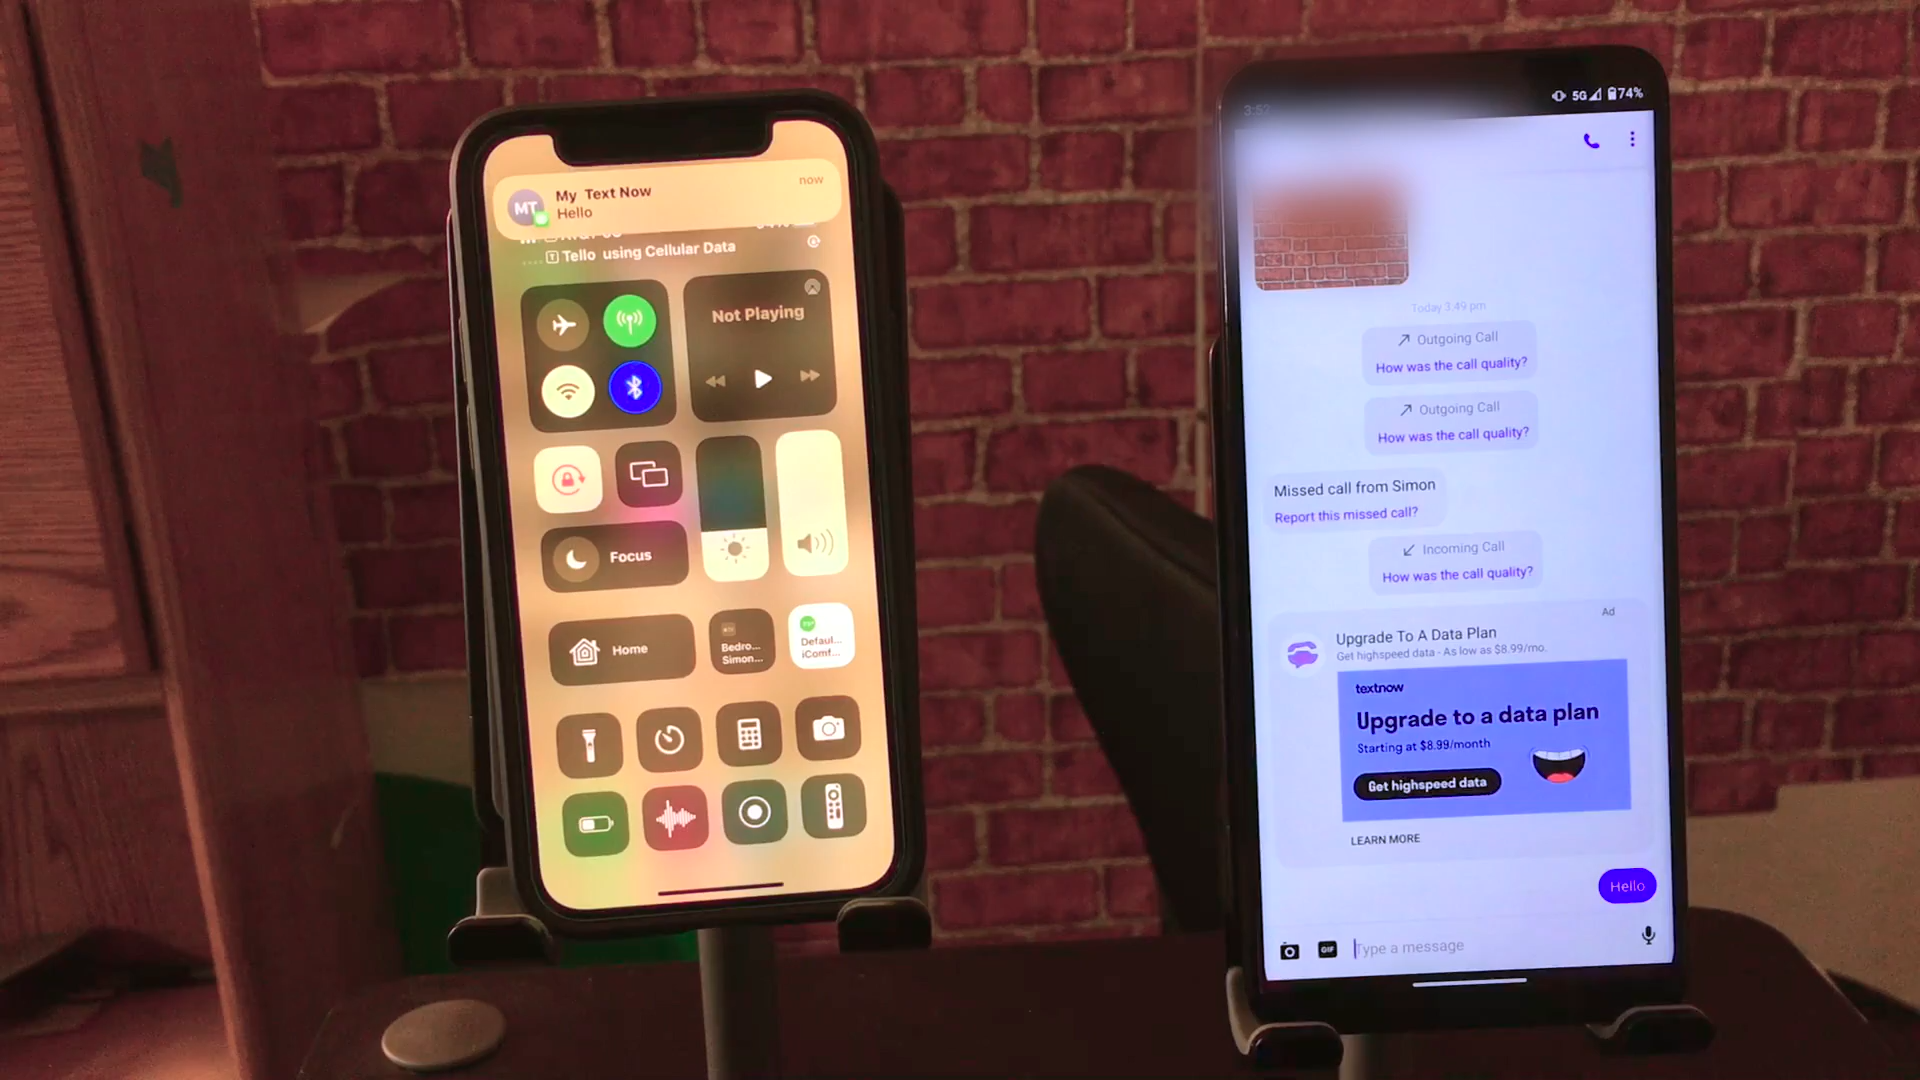 now
MT
My Text Now
Hello
Tello using Cellular Data
Not Playing
Focus
Home
Bedro...
Simon...
Defaul...
iComf...
3:52
5G 74%
Today 3:49 pm
Outgoing Call
How was the call quality?
Outgoing Call
How was the call quality?
Missed call from Simon
Report this missed call?
Incoming Call
How was the call quality?
Ad
Upgrade To A Data Plan
Get highspeed data - As low as $8.99/mo.
textnow
Upgrade to a data plan
Starting at $8.99/month
Get highspeed data
LEARN MORE
Hello
GIF
Type a message